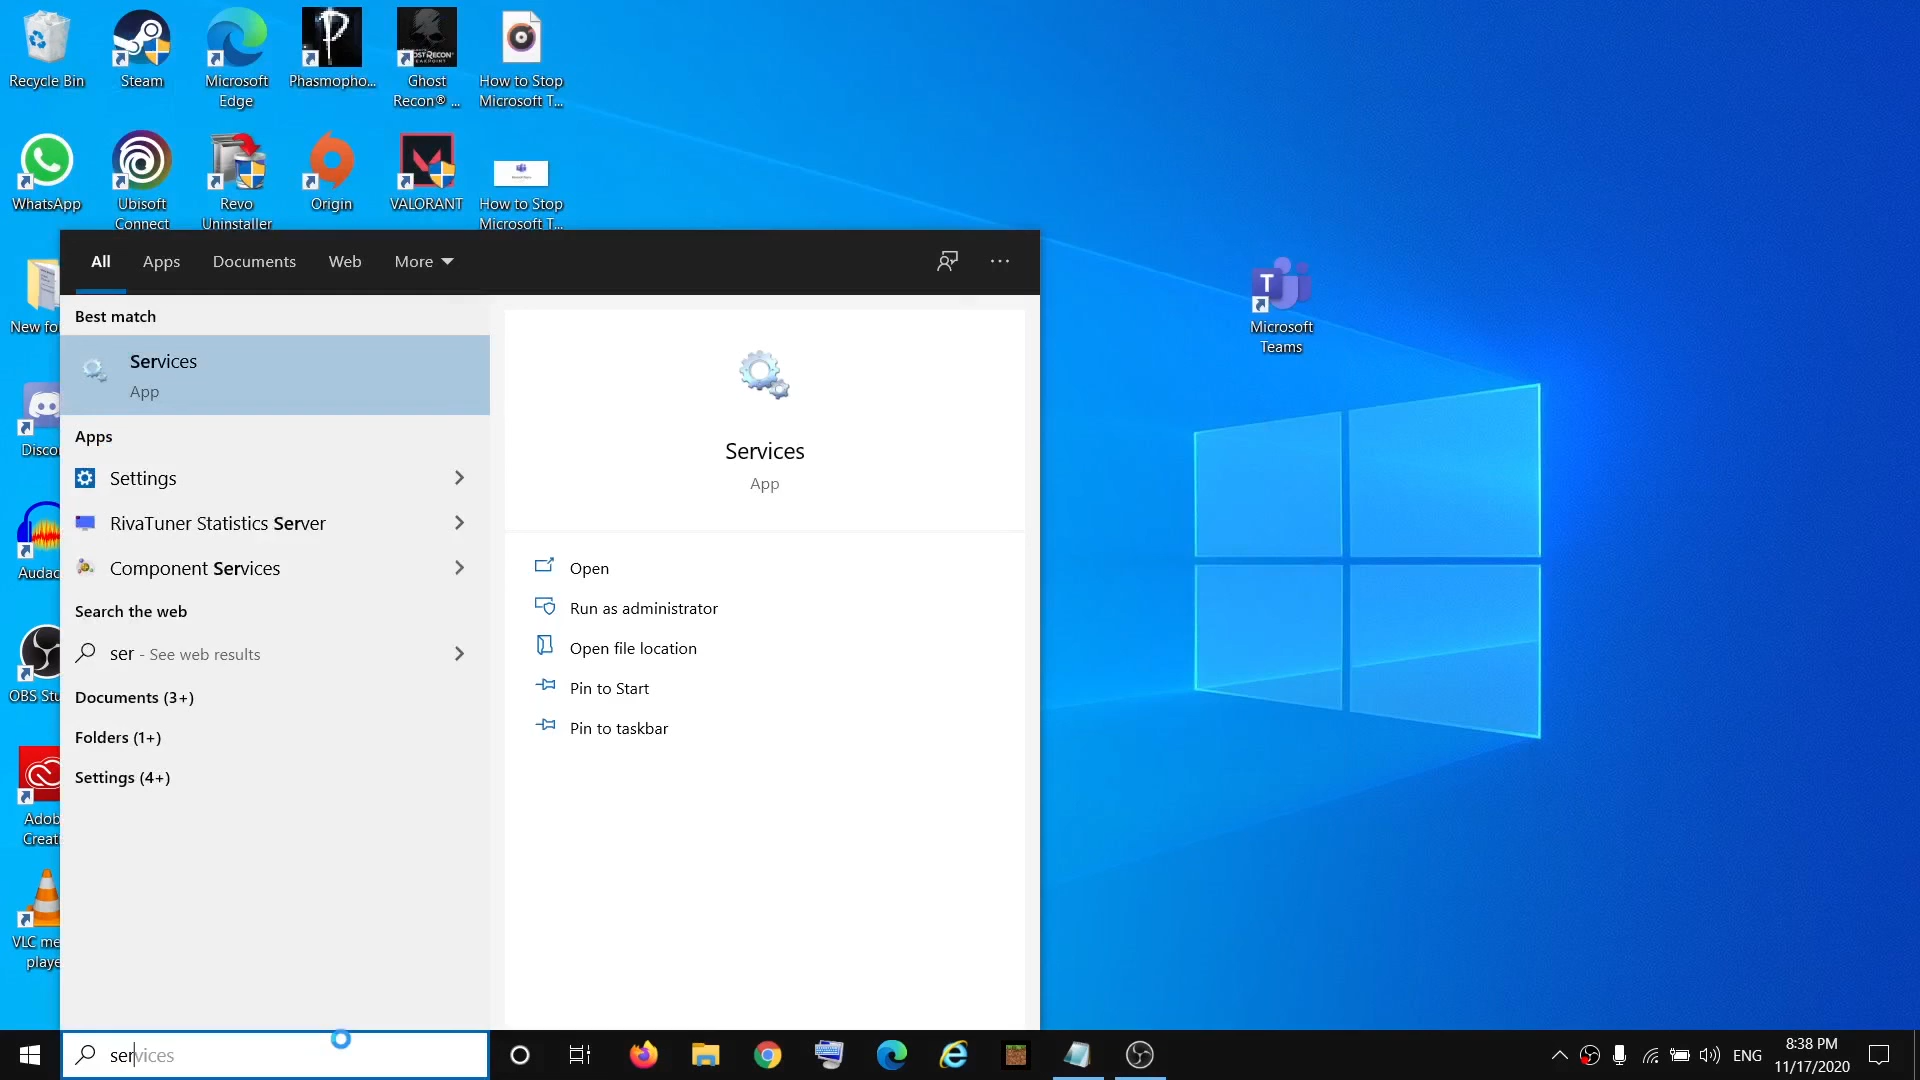 Recycle Bin
Steam
Microsoft
Edge
Phasmopho...
Ghost
Recon® ...
How to Stop
Microsoft T...
WhatsApp
Ubisoft
Connect
Revo
Uninstaller
Origin
VALORANT
How to Stop
Microsoft T...
New fo
Disco
Audac
OBS Stu
Adob
Creati
VLC me
playe
Microsoft
Teams
All
Apps
Documents
Web
More
Best match
Services
App
Apps
Settings
RivaTuner Statistics Server
Component Services
Search the web
ser - See web results
Documents (3+)
Folders (1+)
Settings (4+)
Services
App
Open
Run as administrator
Open file location
Pin to Start
Pin to taskbar
services
ENG
8:38 PM
11/17/2020